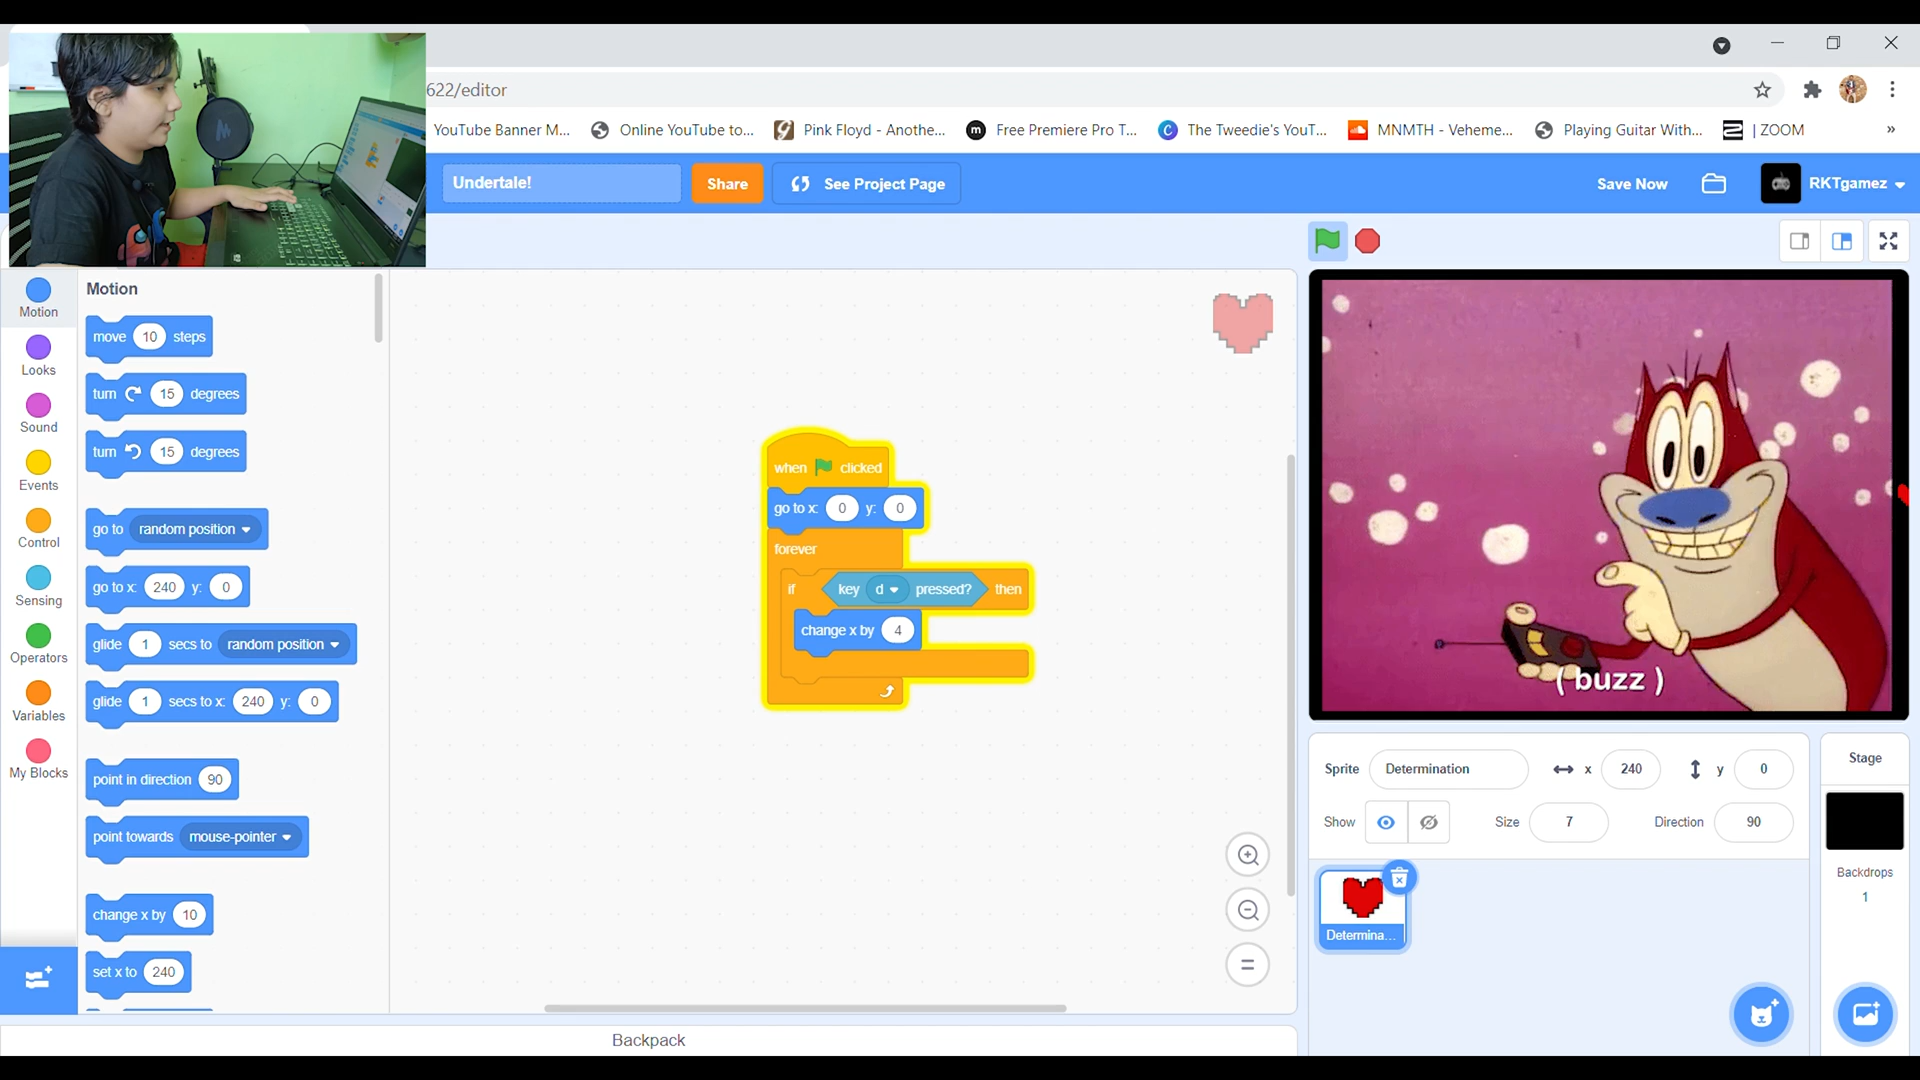 622/editor
YouTube Banner M...
Online YouTube to...
Pink Floyd - Anothe...
Free Premiere Pro T...
The Tweedie's YouT...
MNMTH - Veheme...
Playing Guitar With...
| ZOOM
»
Undertale!
Share
See Project Page
Save Now
RKTgamez
Motion
Looks
Sound
Events
Control
Sensing
Operators
Variables
My Blocks
Motion
move 10 steps
turn 15 degrees
turn 15 degrees
go to random position
go to x: 240 y: 0
glide 1 secs to random position
glide 1 secs to x: 240 y: 0
point in direction 90
point towards mouse-pointer
change x by 10
set x to 240
when clicked
go to x: 0 y: 0
forever
if key d pressed? then
change x by 4
Backpack
( buzz )
Sprite Determination x 240 y 0
Show Size 7 Direction 90
Determina...
Stage
Backdrops
1